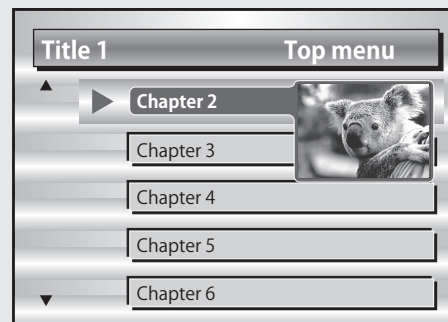 Title 1 Top menu
Chapter 2
Chapter 3
Chapter 4
Chapter 5
Chapter 6